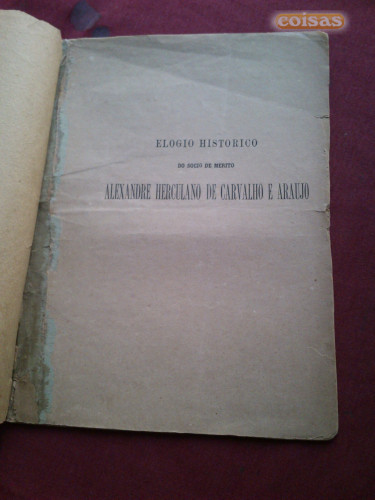 coisas
ELOGIO HISTORICO
DO SOCIO DE MERITO
ALEXANDRE HERCULANO DE CARVALHO E ARAUJO